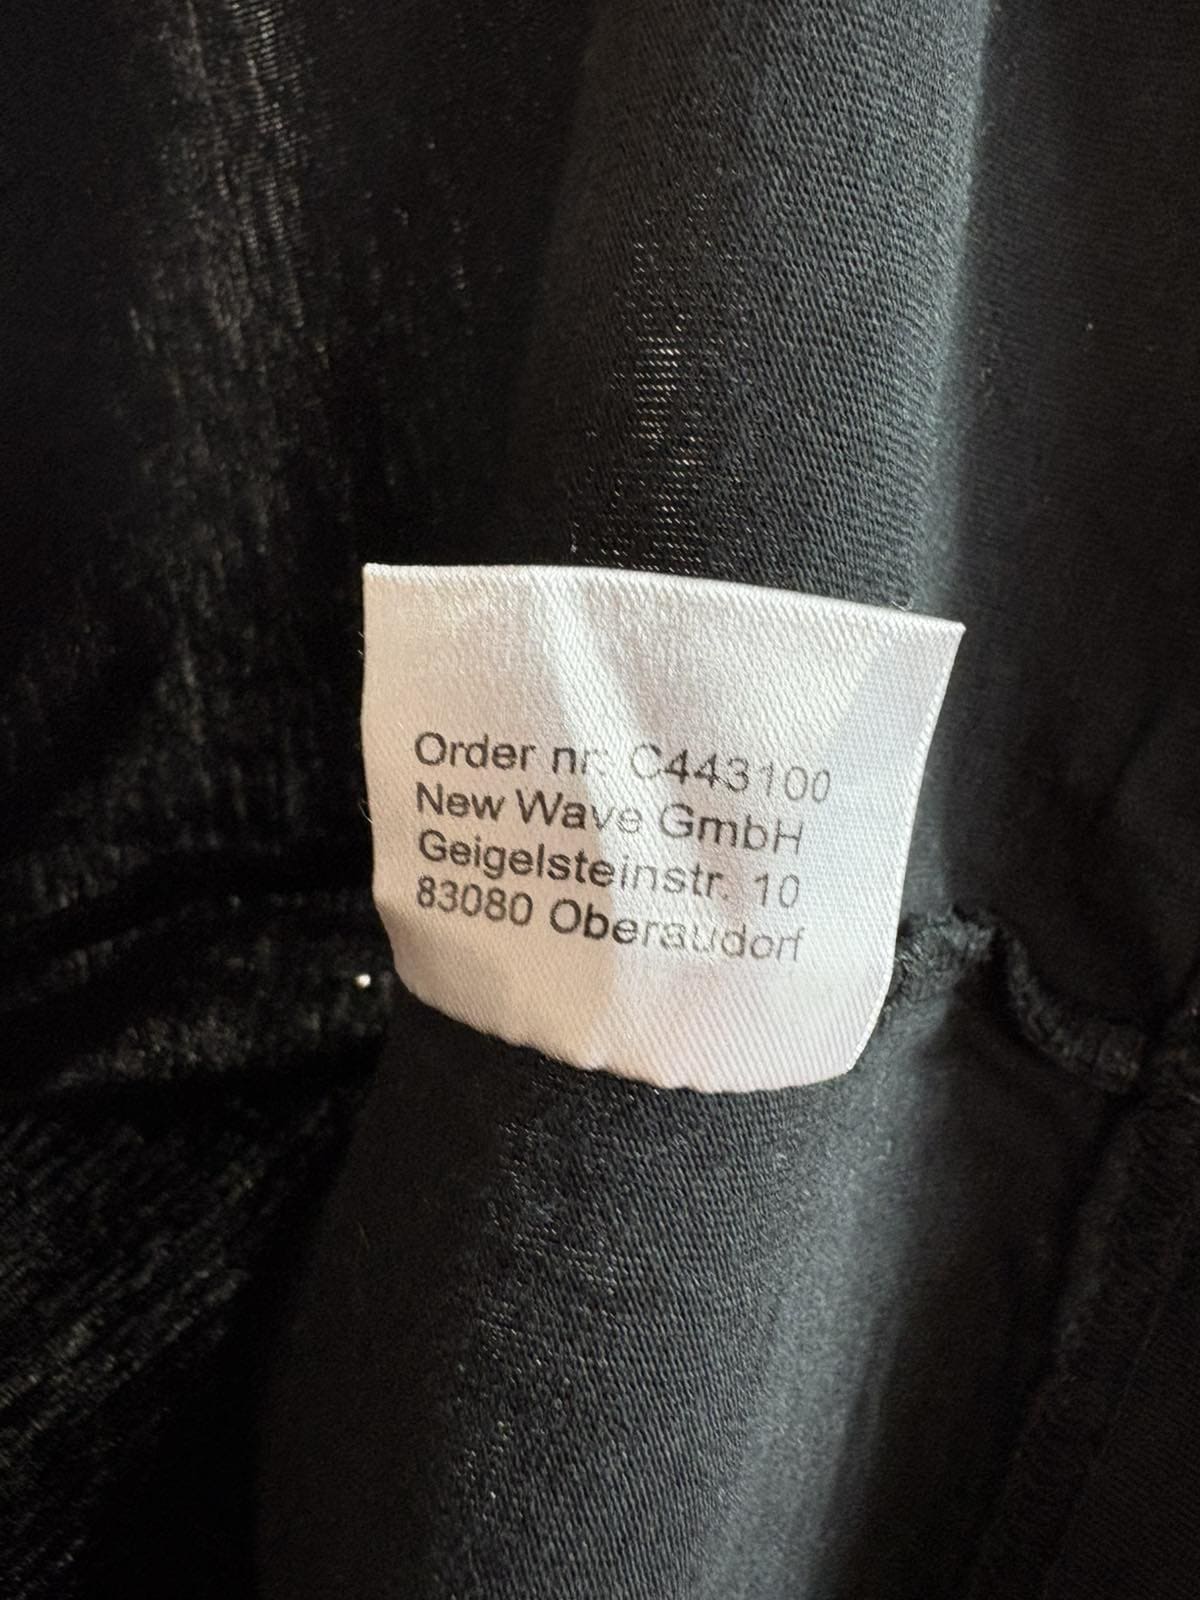 Order nr: C443100
New Wave GmbH
Geigelsteinstr. 10
83080 Oberaudorf